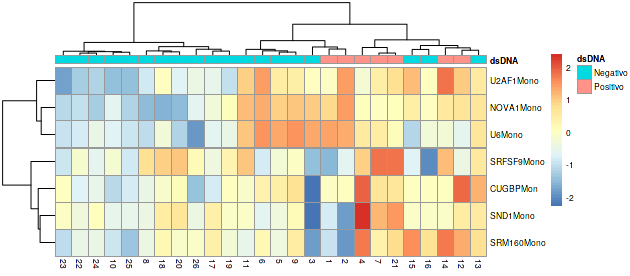 dsDNA
U2AF1Mono
NOVA1Mono
U6Mono
SRFSF9Mono
CUGBPMon
SND1Mono
SRM160Mono
23 22 24 10 25 8 18 20 26 17 19 11 6 5 9 3 1 2 4 7 21 15 16 14 12 13
2
1
0
-1
-2
dsDNA
Negativo
Positivo